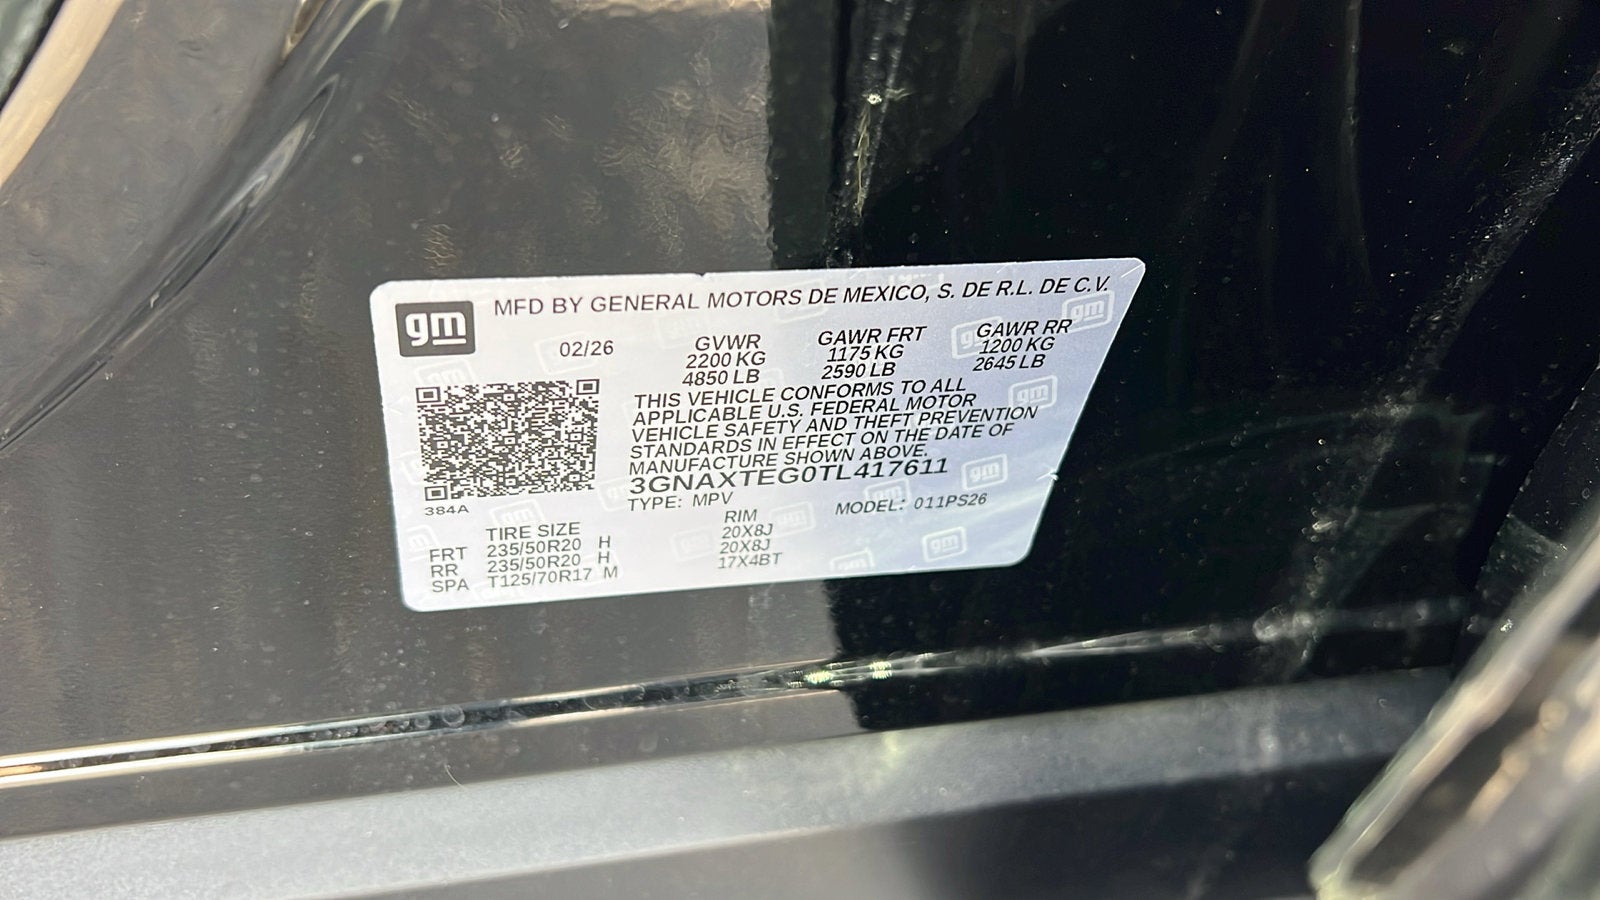 gm
MFD BY GENERAL MOTORS DE MEXICO, S. DE R.L. DE C.V.
02/26
GVWR GAWR FRT GAWR RR
2200 KG 1175 KG 1200 KG
4850 LB 2590 LB 2645 LB
THIS VEHICLE CONFORMS TO ALL
APPLICABLE U.S. FEDERAL MOTOR
VEHICLE SAFETY AND THEFT PREVENTION
STANDARDS IN EFFECT ON THE DATE OF
MANUFACTURE SHOWN ABOVE.
3GNAXTEG0TL417611
384A
TYPE: MPV MODEL: 011PS26
TIRE SIZE RIM
FRT 235/50R20 H 20X8J
RR 235/50R20 H 20X8J
SPA T125/70R17 M 17X4BT